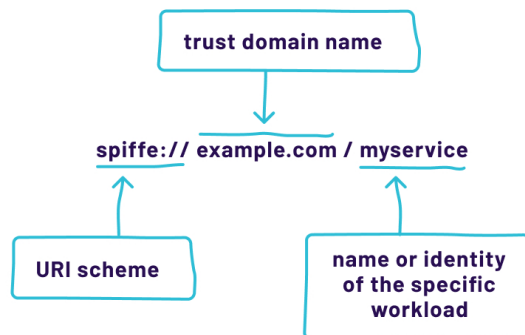 trust domain name
spiffe:// example.com / myservice
URI scheme
name or identity
of the specific
workload